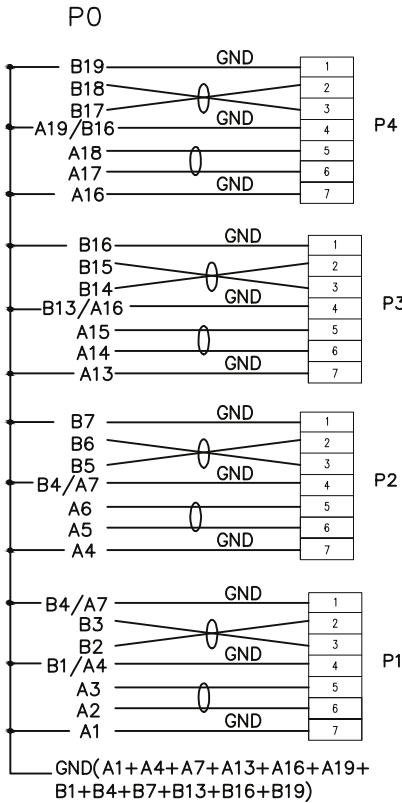 P0
B19 GND 1
B18 2
B17 3
A19/B16 GND 4
P4
A18 5
A17 6
A16 GND 7
B16 GND 1
B15 2
B14 3
B13/A16 GND 4
P3
A15 5
A14 6
A13 GND 7
B7 GND 1
B6 2
B5 3
B4/A7 GND 4
P2
A6 5
A5 6
A4 GND 7
B4/A7 GND 1
B3 2
B2 3
B1/A4 GND 4
P1
A3 5
A2 6
A1 GND 7
GND(A1+A4+A7+A13+A16+A19+
B1+B4+B7+B13+B16+B19)